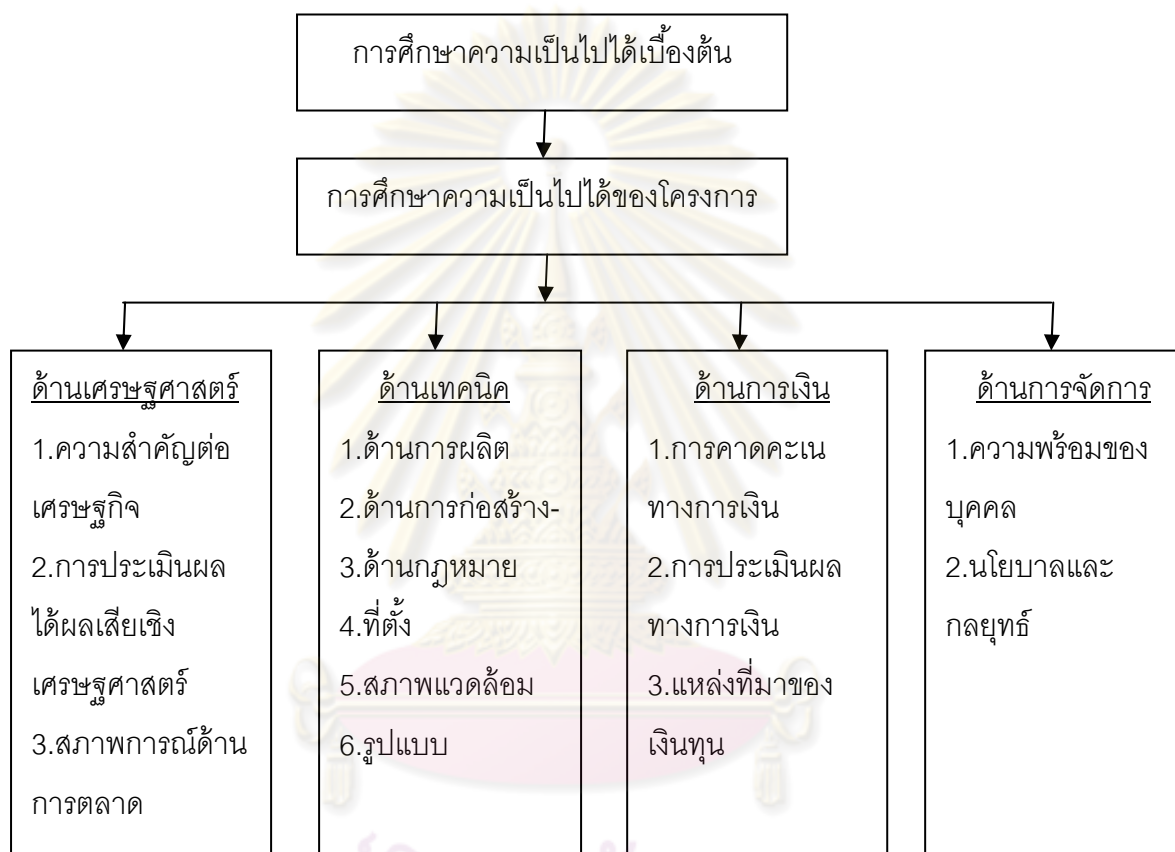 การศึกษาความเป็นไปได้เบื้องต้น
การศึกษาความเป็นไปได้ของโครงการ
ด้านเศรษฐศาสตร์
1.ความสำคัญต่อ
เศรษฐกิจ
2.การประเมินผล
ได้ผลเสียเชิง
เศรษฐศาสตร์
3.สภาพการณ์ด้าน
การตลาด
ด้านเทคนิค
1.ด้านการผลิต
2.ด้านการก่อสร้าง-
3.ด้านกฎหมาย
4.ที่ตั้ง
5.สภาพแวดล้อม
6.รูปแบบ
ด้านการเงิน
1.การคาดคะเน
ทางการเงิน
2.การประเมินผล
ทางการเงิน
3.แหล่งที่มาของ
เงินทุน
ด้านการจัดการ
1.ความพร้อมของ
บุคคล
2.นโยบาลและ
กลยุทธ์